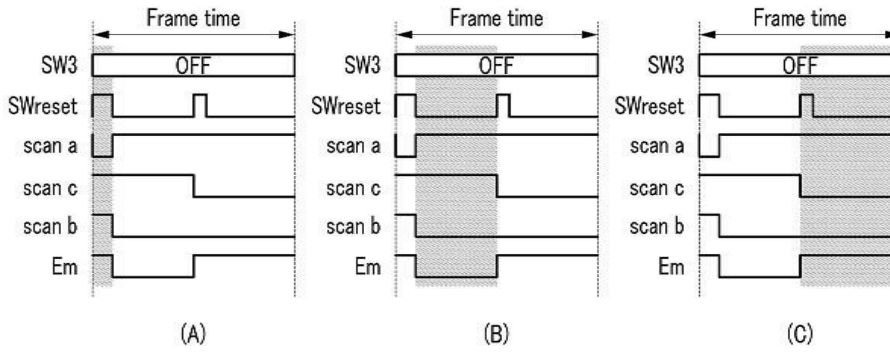 Frame time
SW3 OFF
SWreset
scan a
scan c
scan b
Em
(A)
Frame time
SW3 OFF
SWreset
scan a
scan c
scan b
Em
(B)
Frame time
SW3 OFF
SWreset
scan a
scan c
scan b
Em
(C)